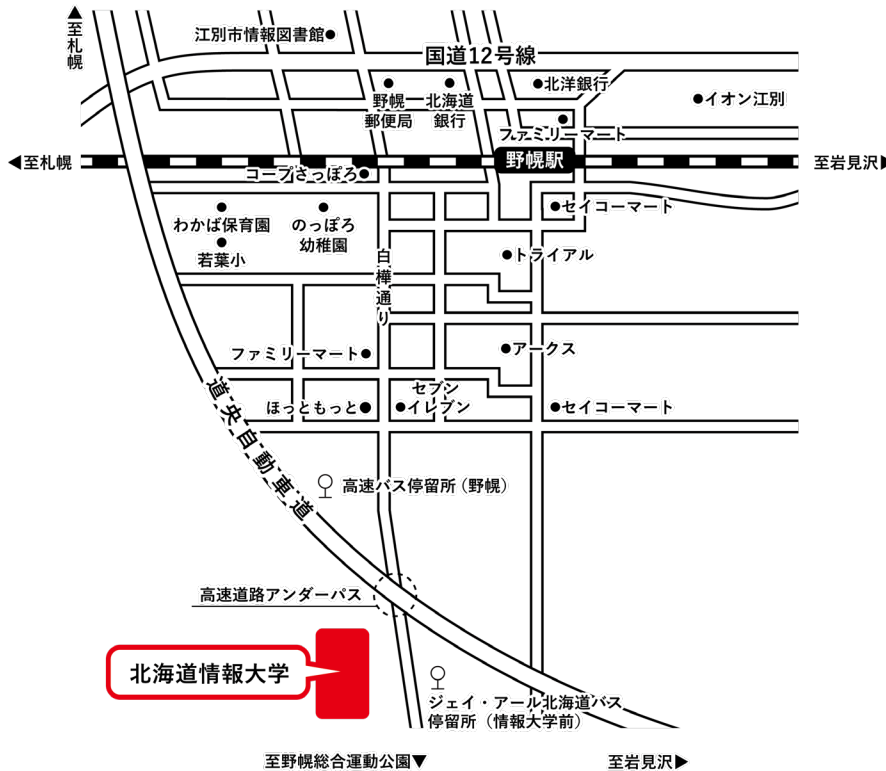 ▲至札幌
江別市情報図書館
国道12号線
野幌
郵便局
北海道
銀行
北洋銀行
イオン江別
ファミリーマート
◀至札幌
野幌駅
至岩見沢▶
コープさっぽろ
わかば保育園
のっぽろ
幼稚園
セイコーマート
若葉小
白樺通り
トライアル
ファミリーマート
アークス
セブン
イレブン
ほっともっと
セイコーマート
道央自動車道
高速バス停留所（野幌）
高速道路アンダーパス
北海道情報大学
ジェイ・アール北海道バス
停留所（情報大学前）
至野幌総合運動公園▼
至岩見沢▶